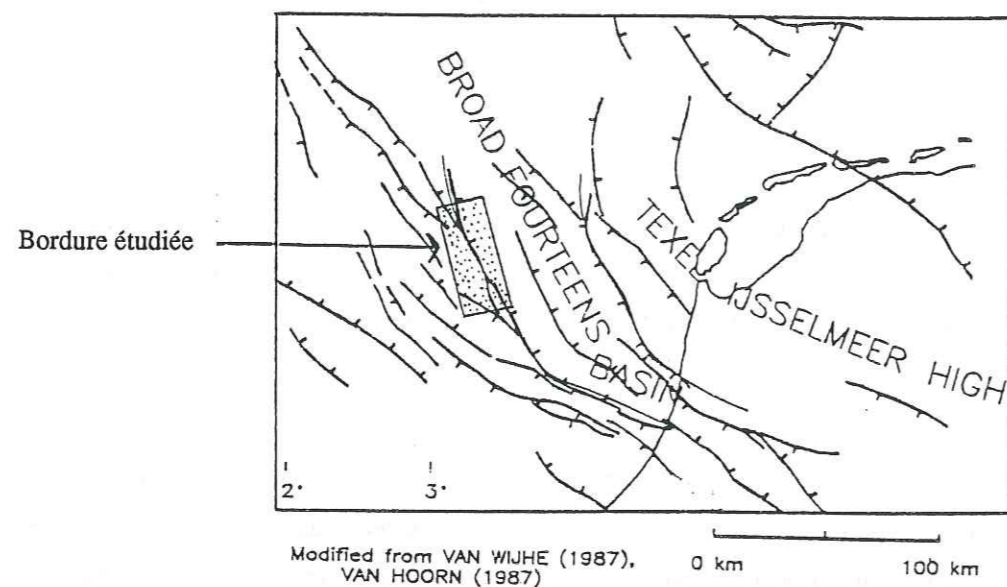 BROAD FOURTEENS BASIN
TEXEL IJSSELMEER HIGH
Bordure étudiée
2°
3°
Modified from VAN WIJHE (1987),
VAN HOORN (1987)
0 km
100 km